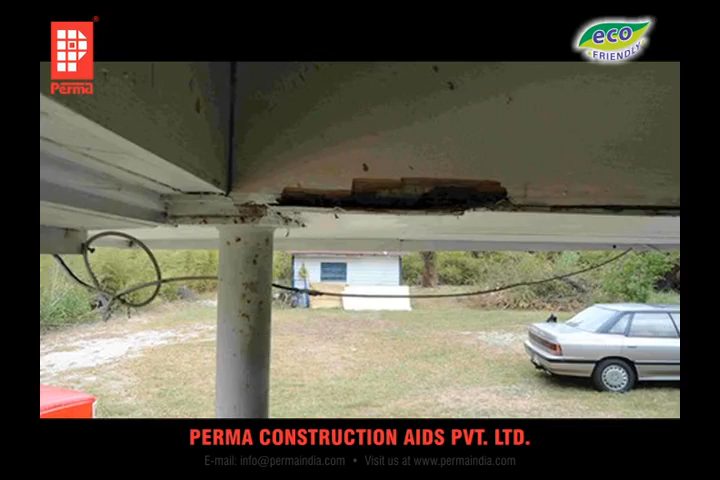 Perma
eco
FRIENDLY
PERMA CONSTRUCTION AIDS PVT. LTD.
E-mail: info@permaindia.com • Visit us at www.permaindia.com